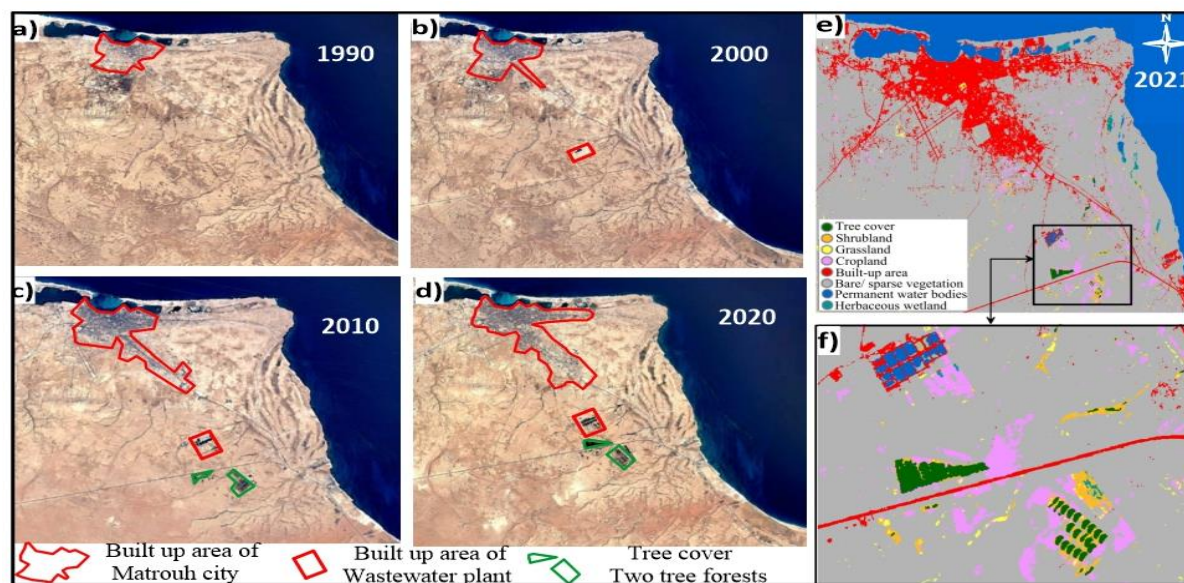 a)
1990
b)
2000
c)
2010
d)
2020
Built up area of
Matrouh city
Built up area of
Wastewater plant
Tree cover
Two tree forests
e)
N
2021
Tree cover
Shrubland
Grassland
Cropland
Built-up area
Bare/ sparse vegetation
Permanent water bodies
Herbaceous wetland
f)